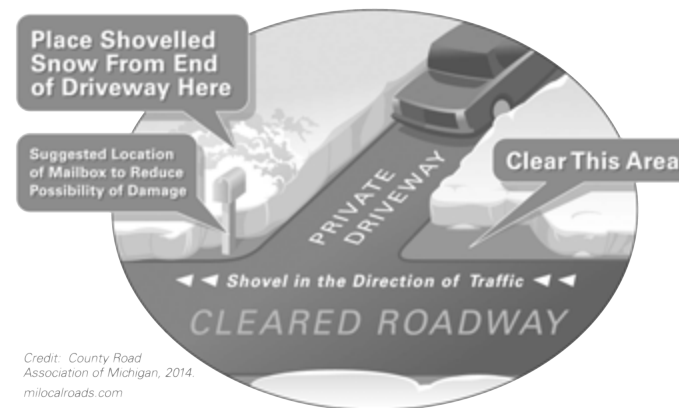 Place Shovelled
Snow From End
of Driveway Here
Suggested Location
of Mailbox to Reduce
Possibility of Damage
Clear This Area
PRIVATE
DRIVEWAY
Shovel in the Direction of Traffic
CLEARED ROADWAY
Credit: County Road
Association of Michigan, 2014.
milocalroads.com